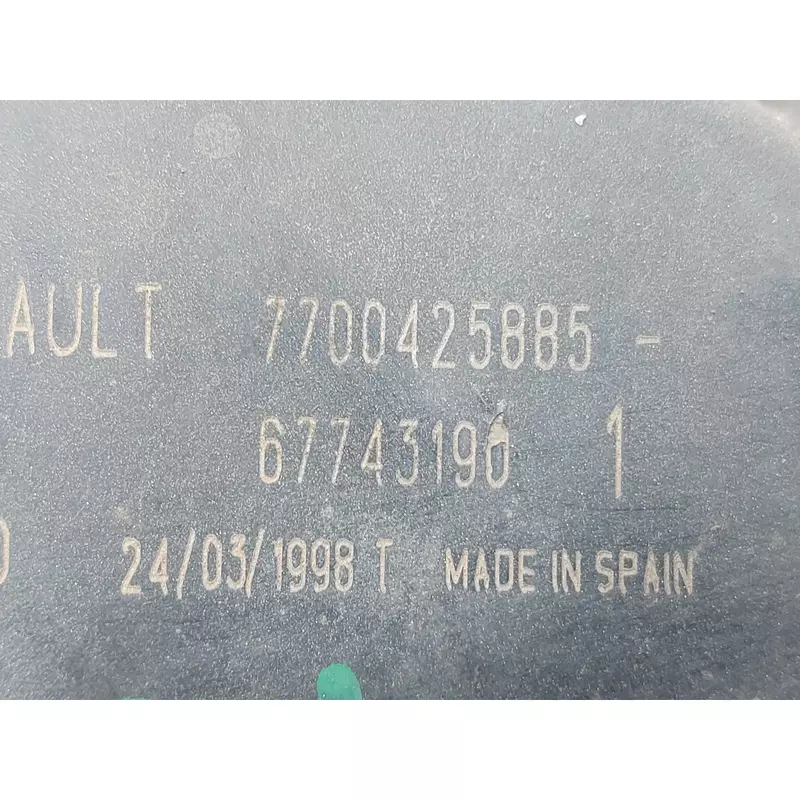 AULT 7700425885-
67743190 1
24/03/1998 T MADE IN SPAIN